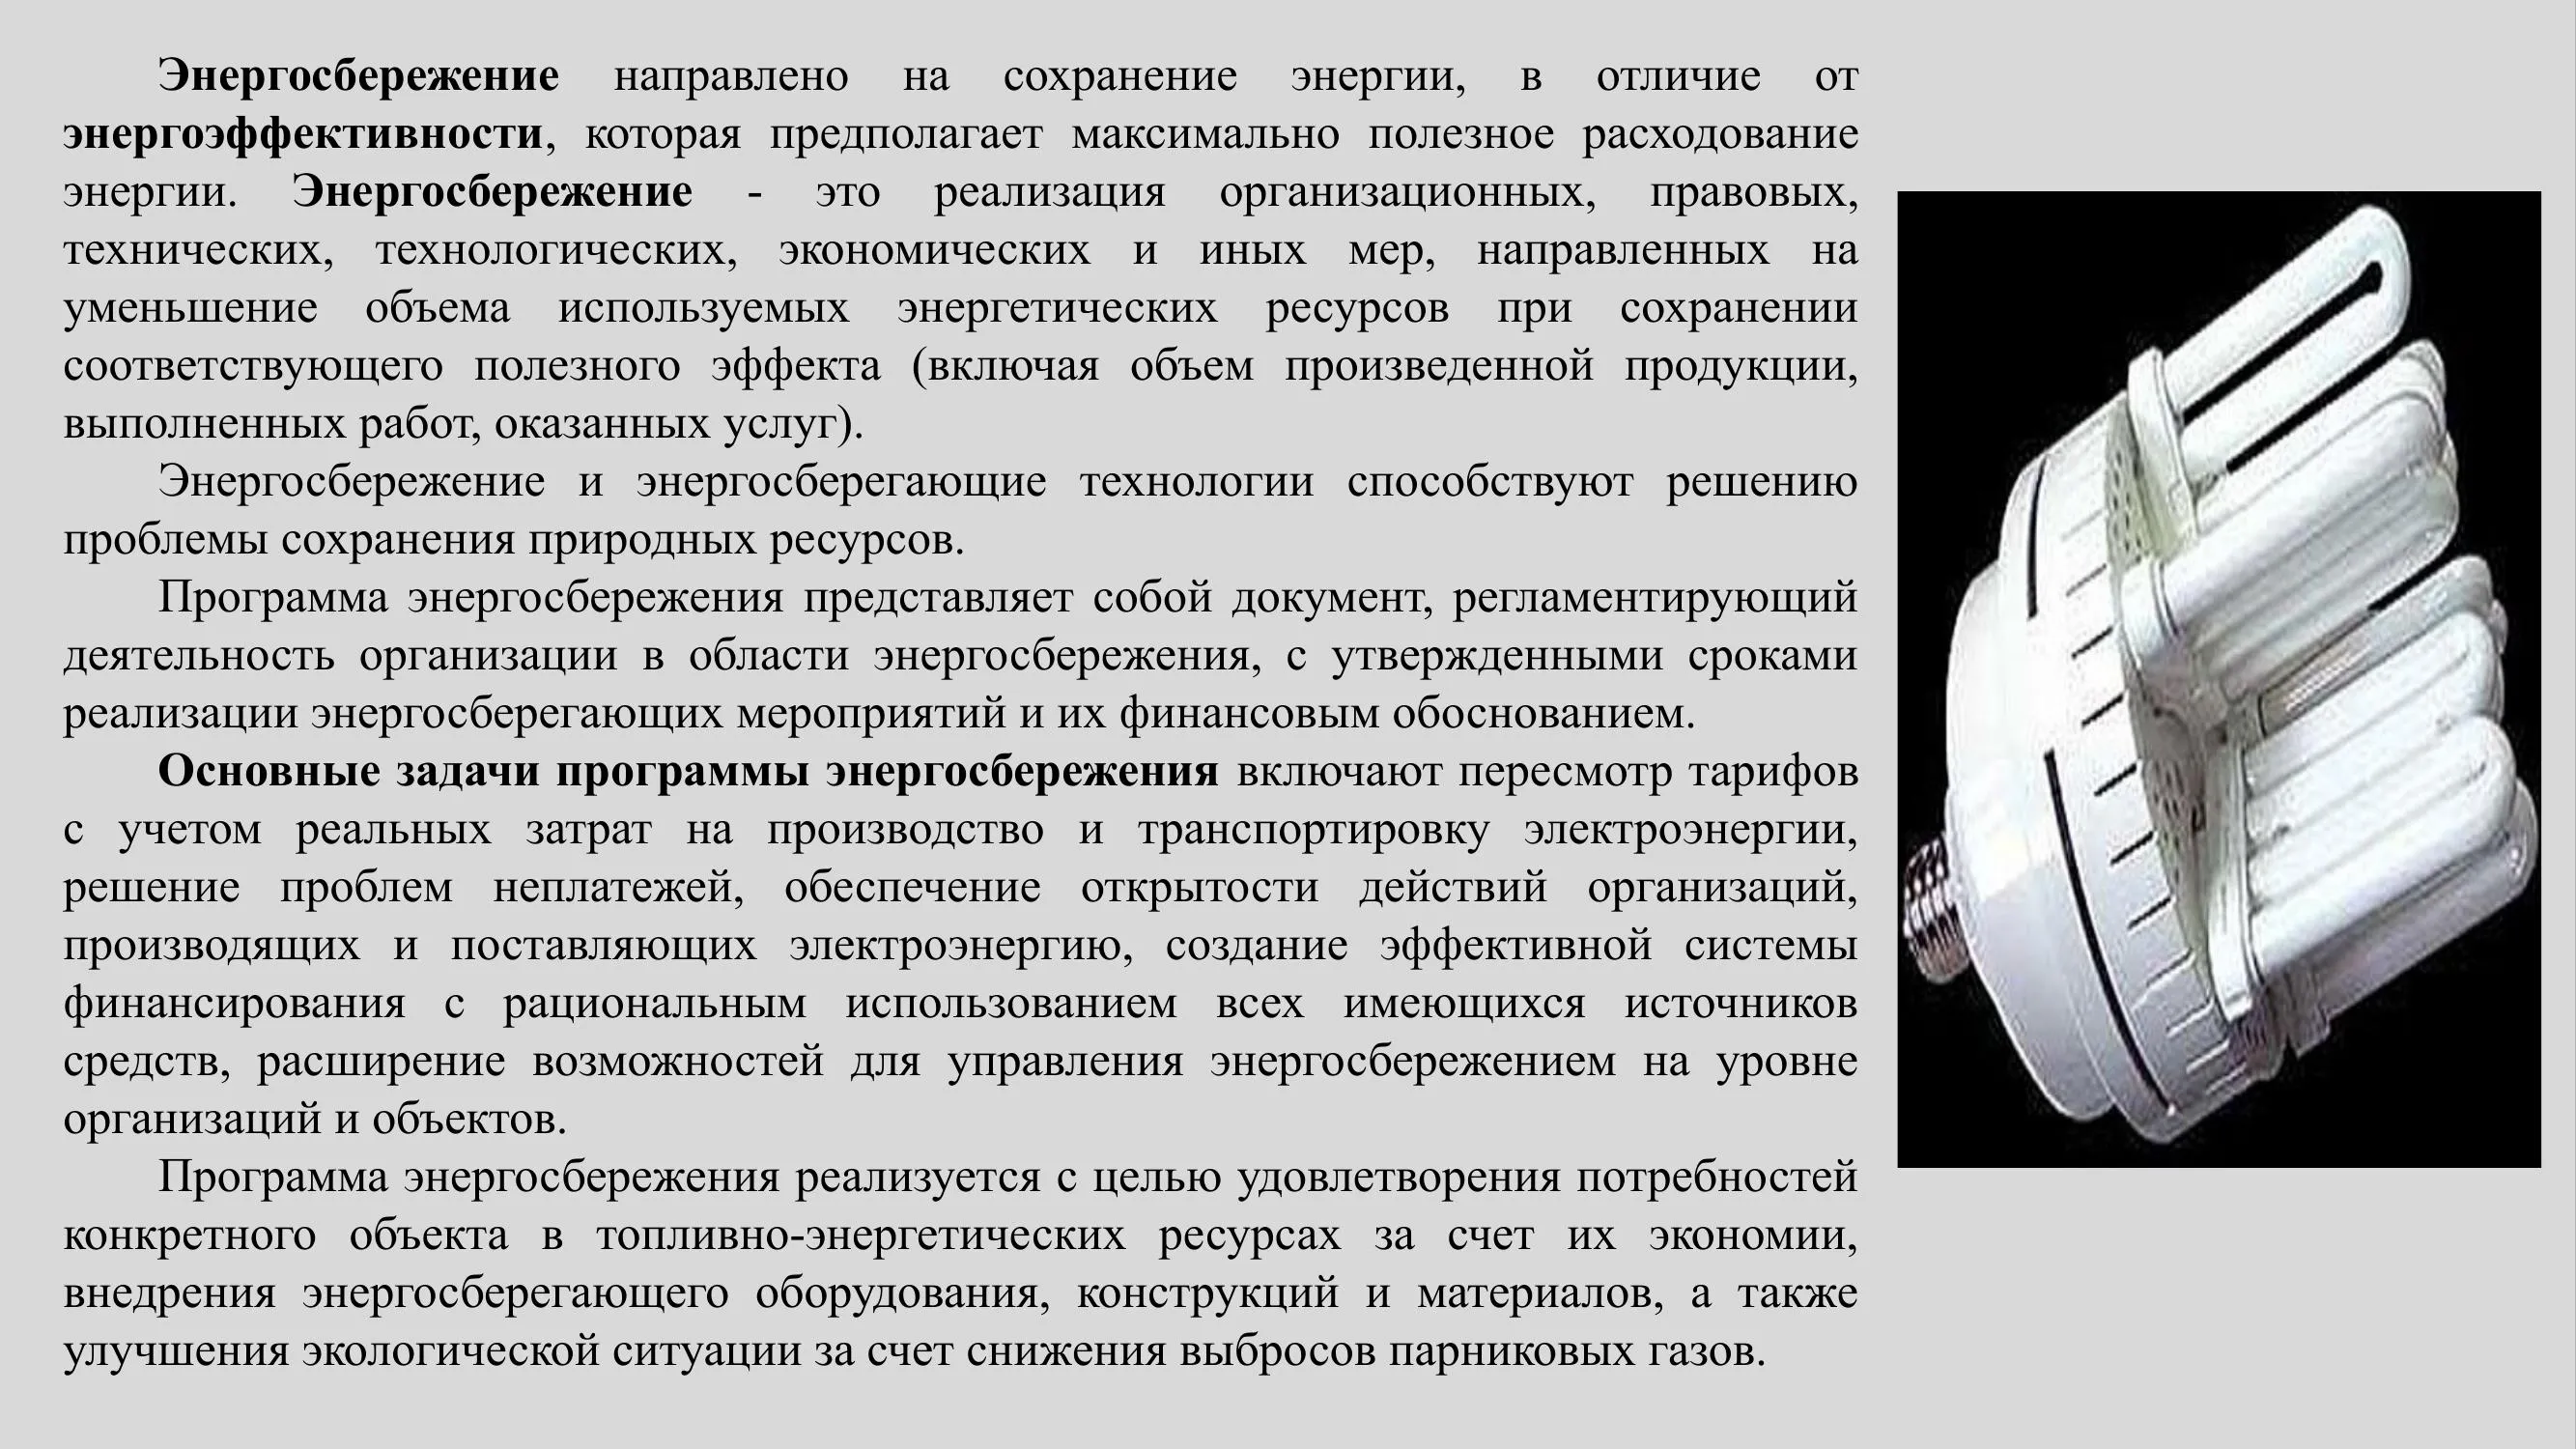 Энергосбережение направлено на сохранение энергии, в отличие от
энергоэффективности, которая предполагает максимально полезное расходование
энергии. Энергосбережение - это реализация организационных, правовых,
технических, технологических, экономических и иных мер, направленных на
уменьшение объема используемых энергетических ресурсов при сохранении
соответствующего полезного эффекта (включая объем произведенной продукции,
выполненных работ, оказанных услуг).
Энергосбережение и энергосберегающие технологии способствуют решению
проблемы сохранения природных ресурсов.
Программа энергосбережения представляет собой документ, регламентирующий
деятельность организации в области энергосбережения, с утвержденными сроками
реализации энергосберегающих мероприятий и их финансовым обоснованием.
Основные задачи программы энергосбережения включают пересмотр тарифов
с учетом реальных затрат на производство и транспортировку электроэнергии,
решение проблем неплатежей, обеспечение открытости действий организаций,
производящих и поставляющих электроэнергию, создание эффективной системы
финансирования с рациональным использованием всех имеющихся источников
средств, расширение возможностей для управления энергосбережением на уровне
организаций и объектов.
Программа энергосбережения реализуется с целью удовлетворения потребностей
конкретного объекта в топливно-энергетических ресурсах за счет их экономии,
внедрения энергосберегающего оборудования, конструкций и материалов, а также
улучшения экологической ситуации за счет снижения выбросов парниковых газов.